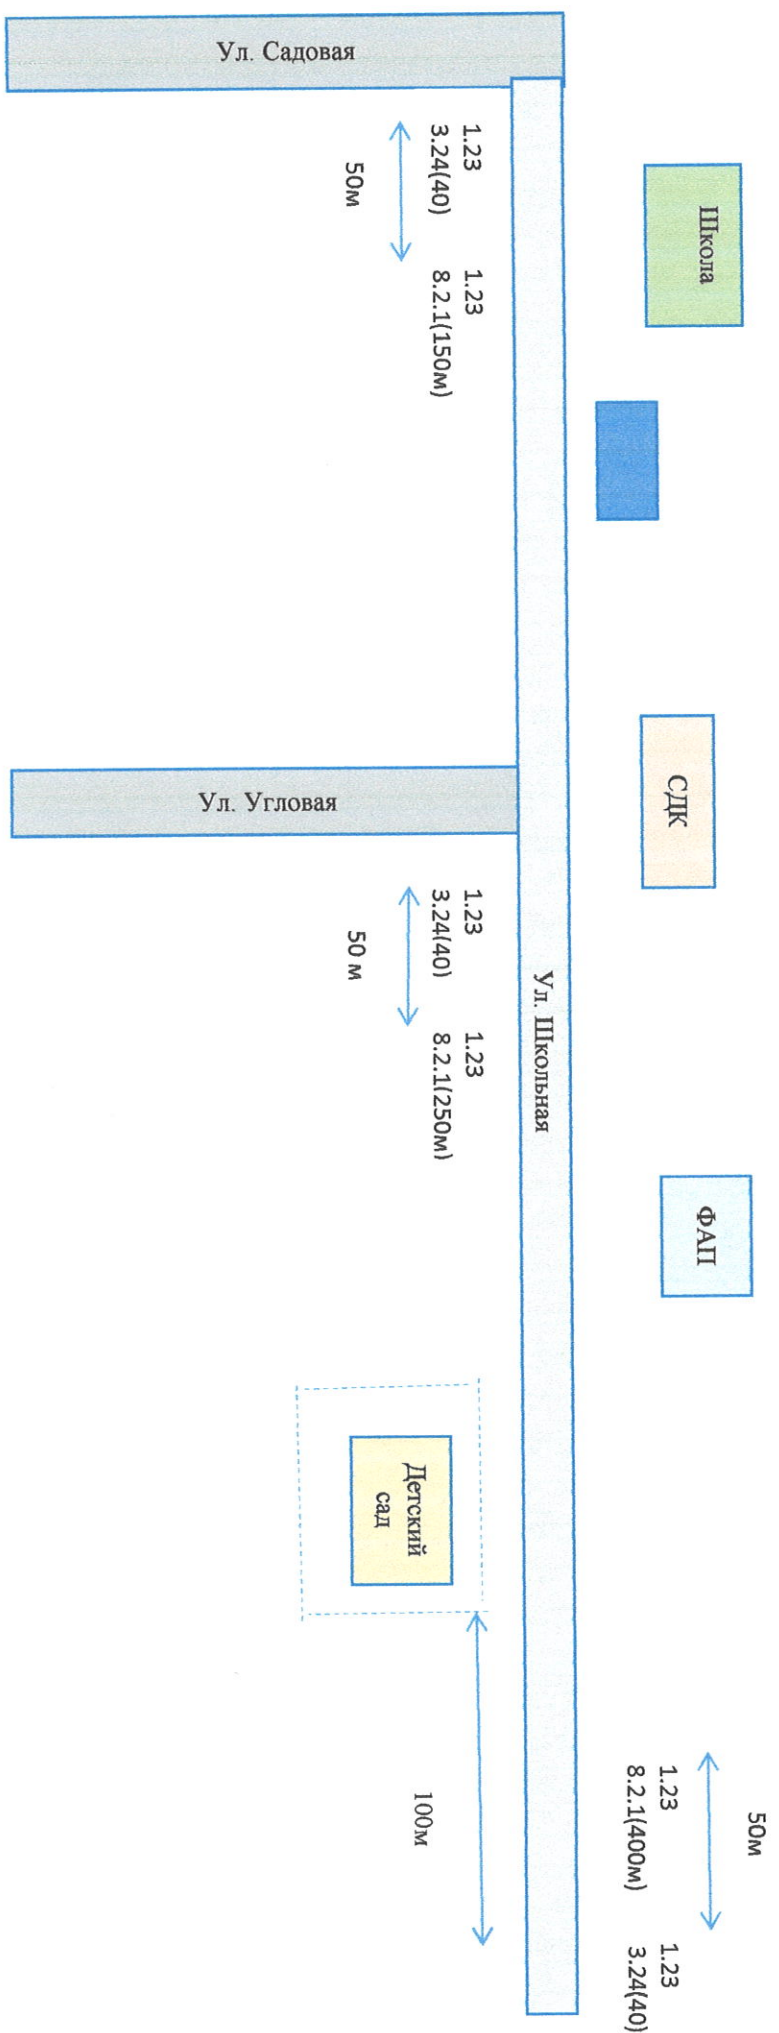 Ул. Садовая
Школа
1.23
3.24(40)
50м
1.23
8.2.1(150м)
СДК
Ул. Угловая
1.23
3.24(40)
50 м
1.23
8.2.1(250м)
Ул. Школьная
ФАП
Детский
сад
100м
50м
1.23
8.2.1(400м)
1.23
3.24(40)